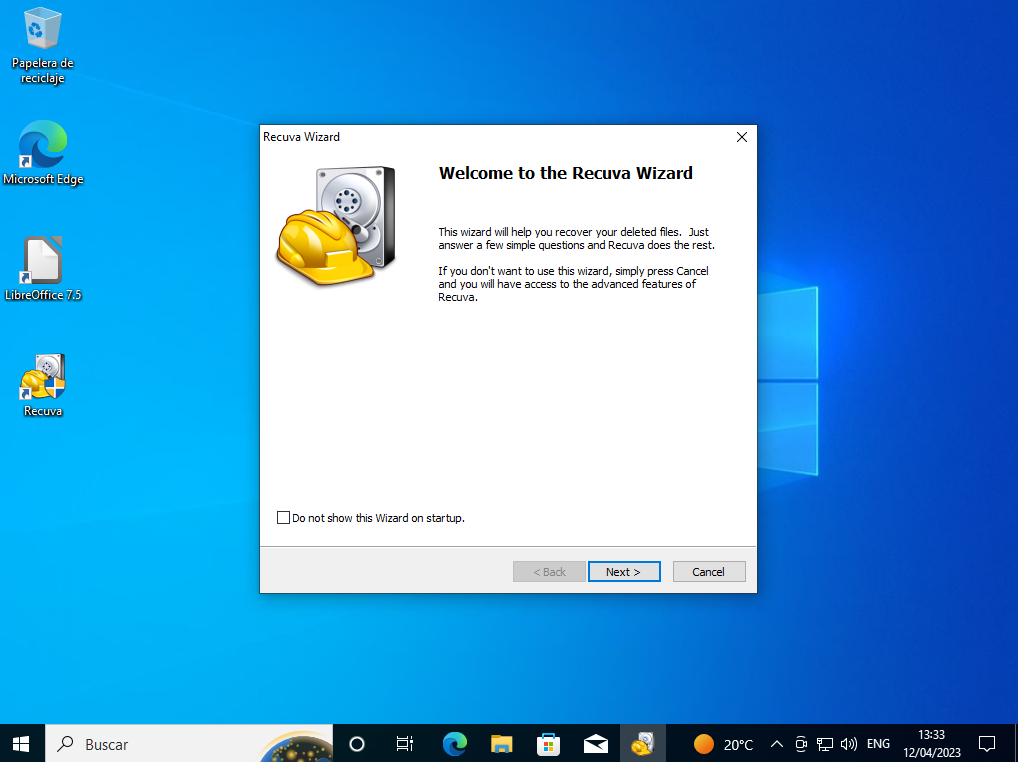 Papelera de
reciclaje
Microsoft Edge
LibreOffice 7.5
Recuva
Recuva Wizard
Welcome to the Recuva Wizard
This wizard will help you recover your deleted files.  Just
answer a few simple questions and Recuva does the rest.
If you don't want to use this wizard, simply press Cancel
and you will have access to the advanced features of
Recuva.
Do not show this Wizard on startup.
< Back
Next >
Cancel
Buscar
20°C
ENG
13:33
12/04/2023